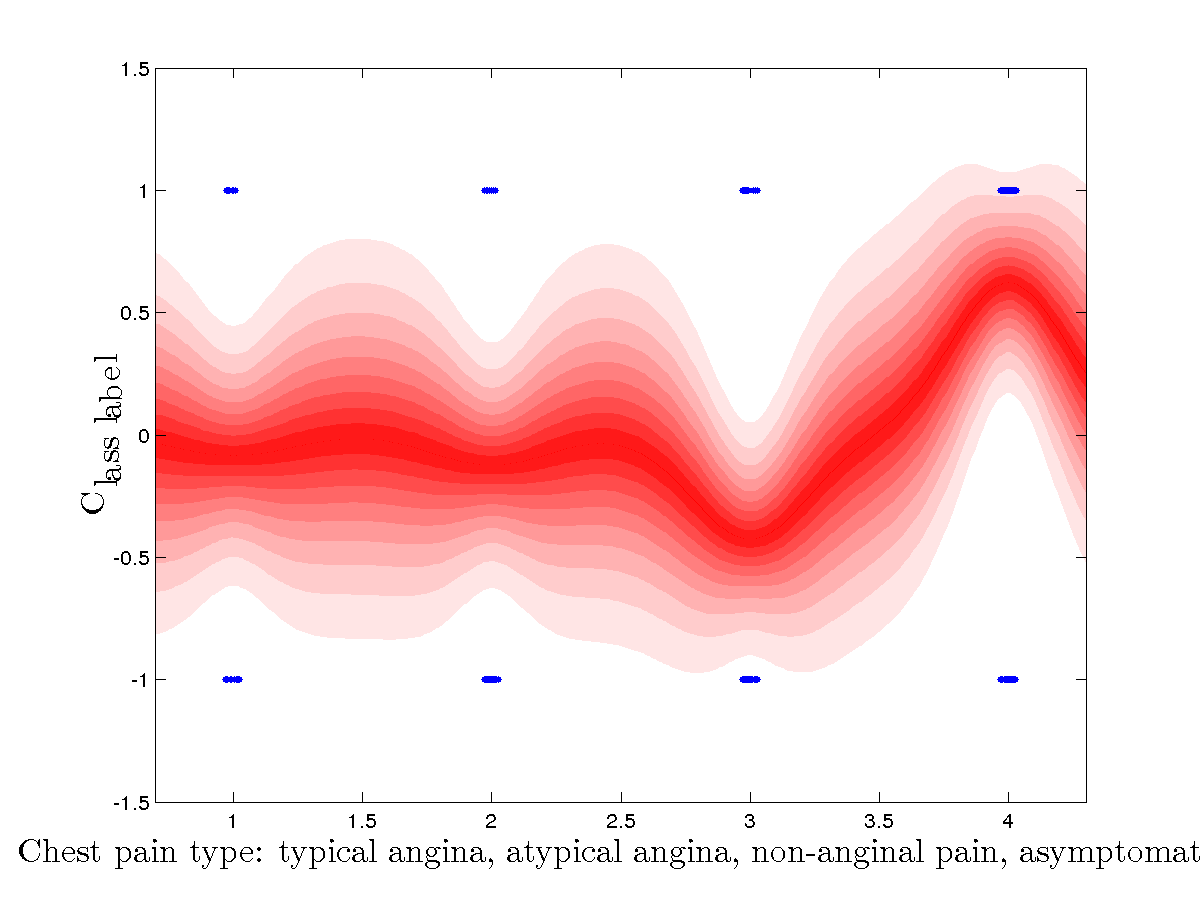 1.5
1
0.5
0
-0.5
-1
-1.5
Class label
1 1.5 2 2.5 3 3.5 4
Chest pain type: typical angina, atypical angina, non-anginal pain, asymptomat